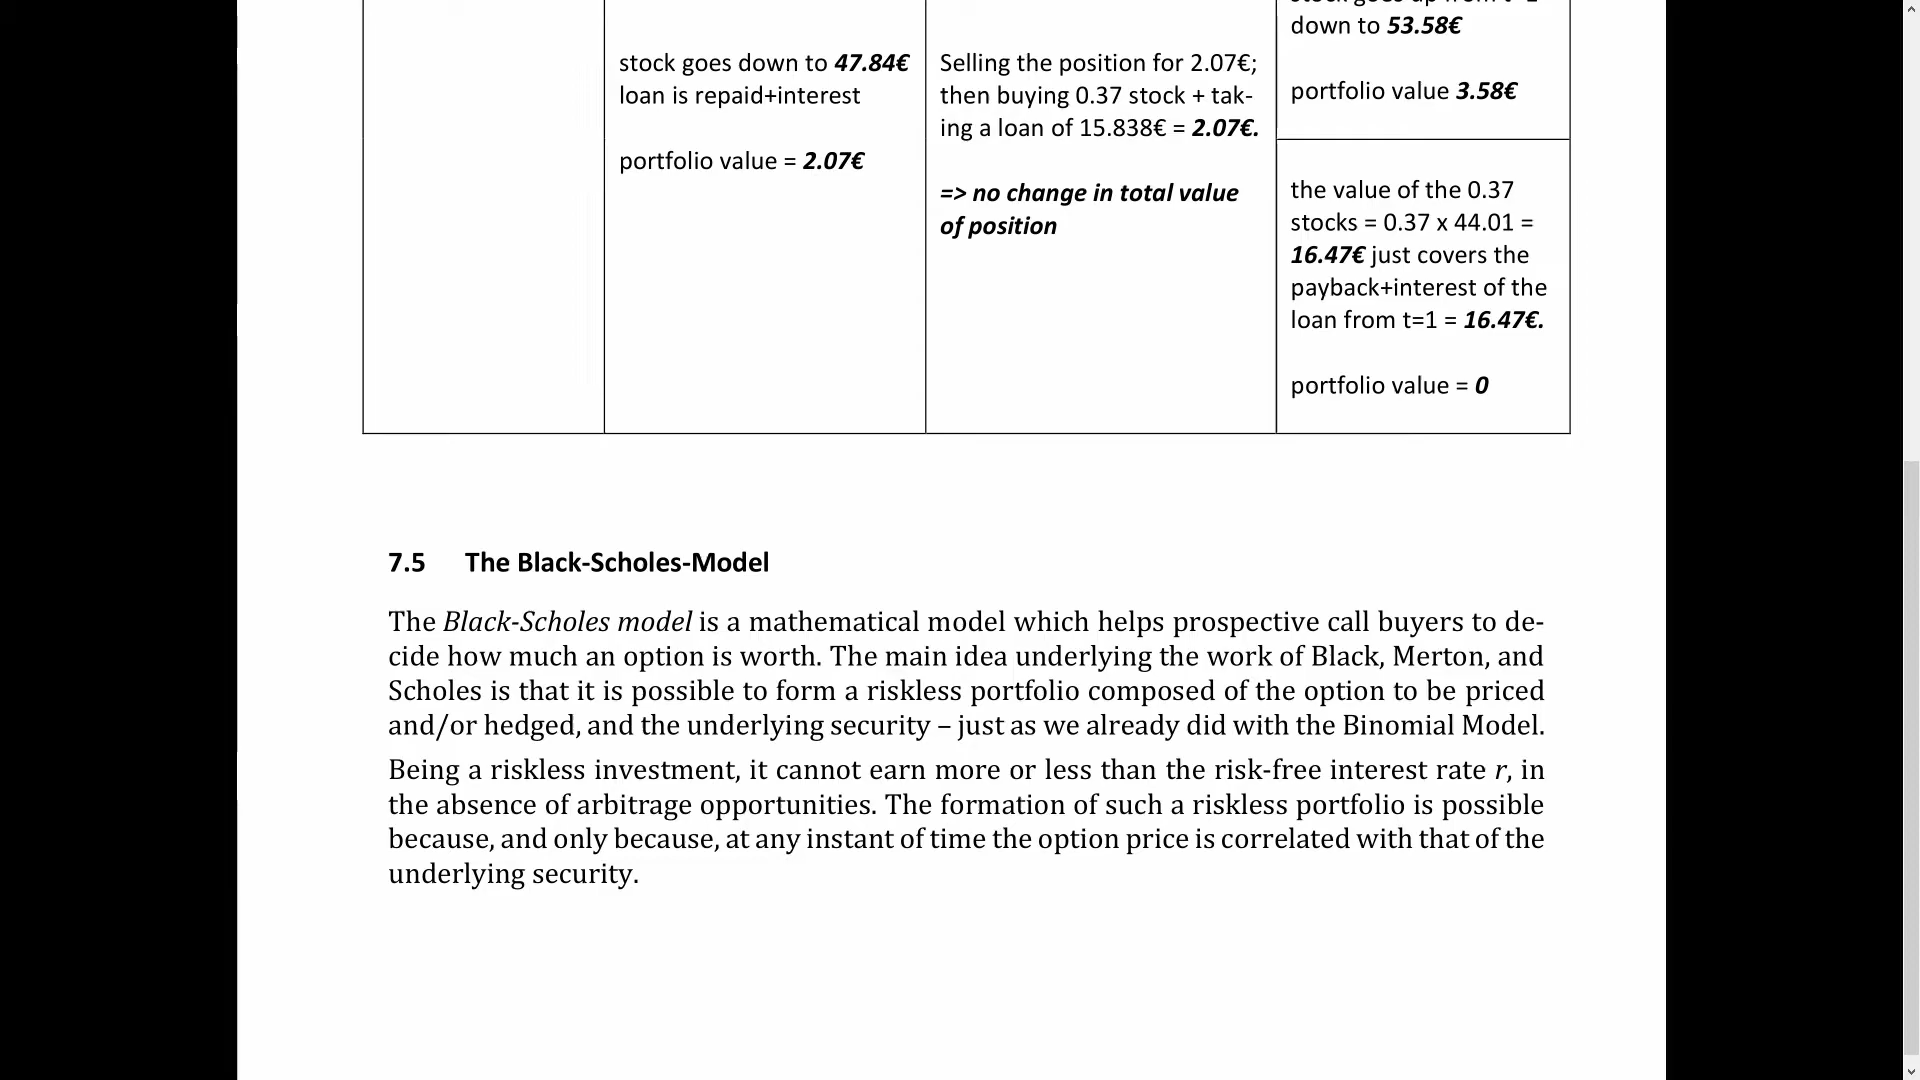 stock goes down to 47.84€
loan is repaid+interest
portfolio value = 2.07€
Selling the position for 2.07€;
then buying 0.37 stock + tak-
ing a loan of 15.838€ = 2.07€.
=> no change in total value
of position
down to 53.58€
portfolio value 3.58€
the value of the 0.37
stocks = 0.37 x 44.01 =
16.47€ just covers the
payback+interest of the
loan from t=1 = 16.47€.
portfolio value = 0
7.5 The Black-Scholes-Model
The Black-Scholes model is a mathematical model which helps prospective call buyers to de-
cide how much an option is worth. The main idea underlying the work of Black, Merton, and
Scholes is that it is possible to form a riskless portfolio composed of the option to be priced
and/or hedged, and the underlying security – just as we already did with the Binomial Model.
Being a riskless investment, it cannot earn more or less than the risk-free interest rate r, in
the absence of arbitrage opportunities. The formation of such a riskless portfolio is possible
because, and only because, at any instant of time the option price is correlated with that of the
underlying security.